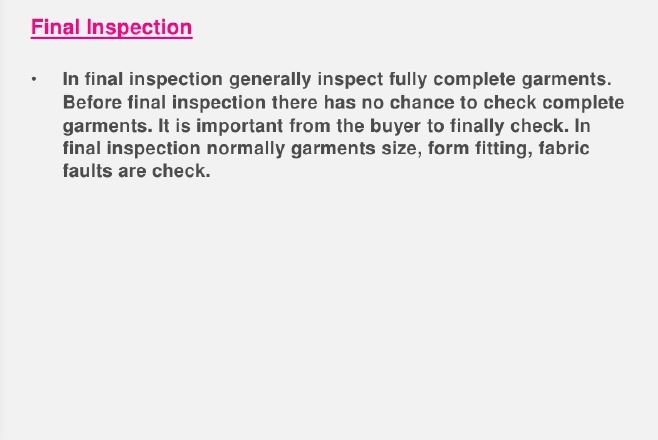 Final Inspection
• In final inspection generally inspect fully complete garments.
Before final inspection there has no chance to check complete
garments. It is important from the buyer to finally check. In
final inspection normally garments size, form fitting, fabric
faults are check.